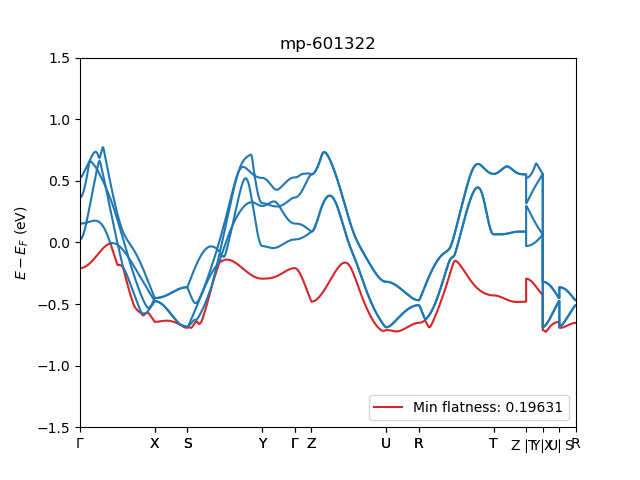 mp-601322
E − E_F (eV)
1.5
1.0
0.5
0.0
−0.5
−1.0
−1.5
Min flatness: 0.19631
Γ X S Y Γ Z U R T Z|T Y|X U|S R